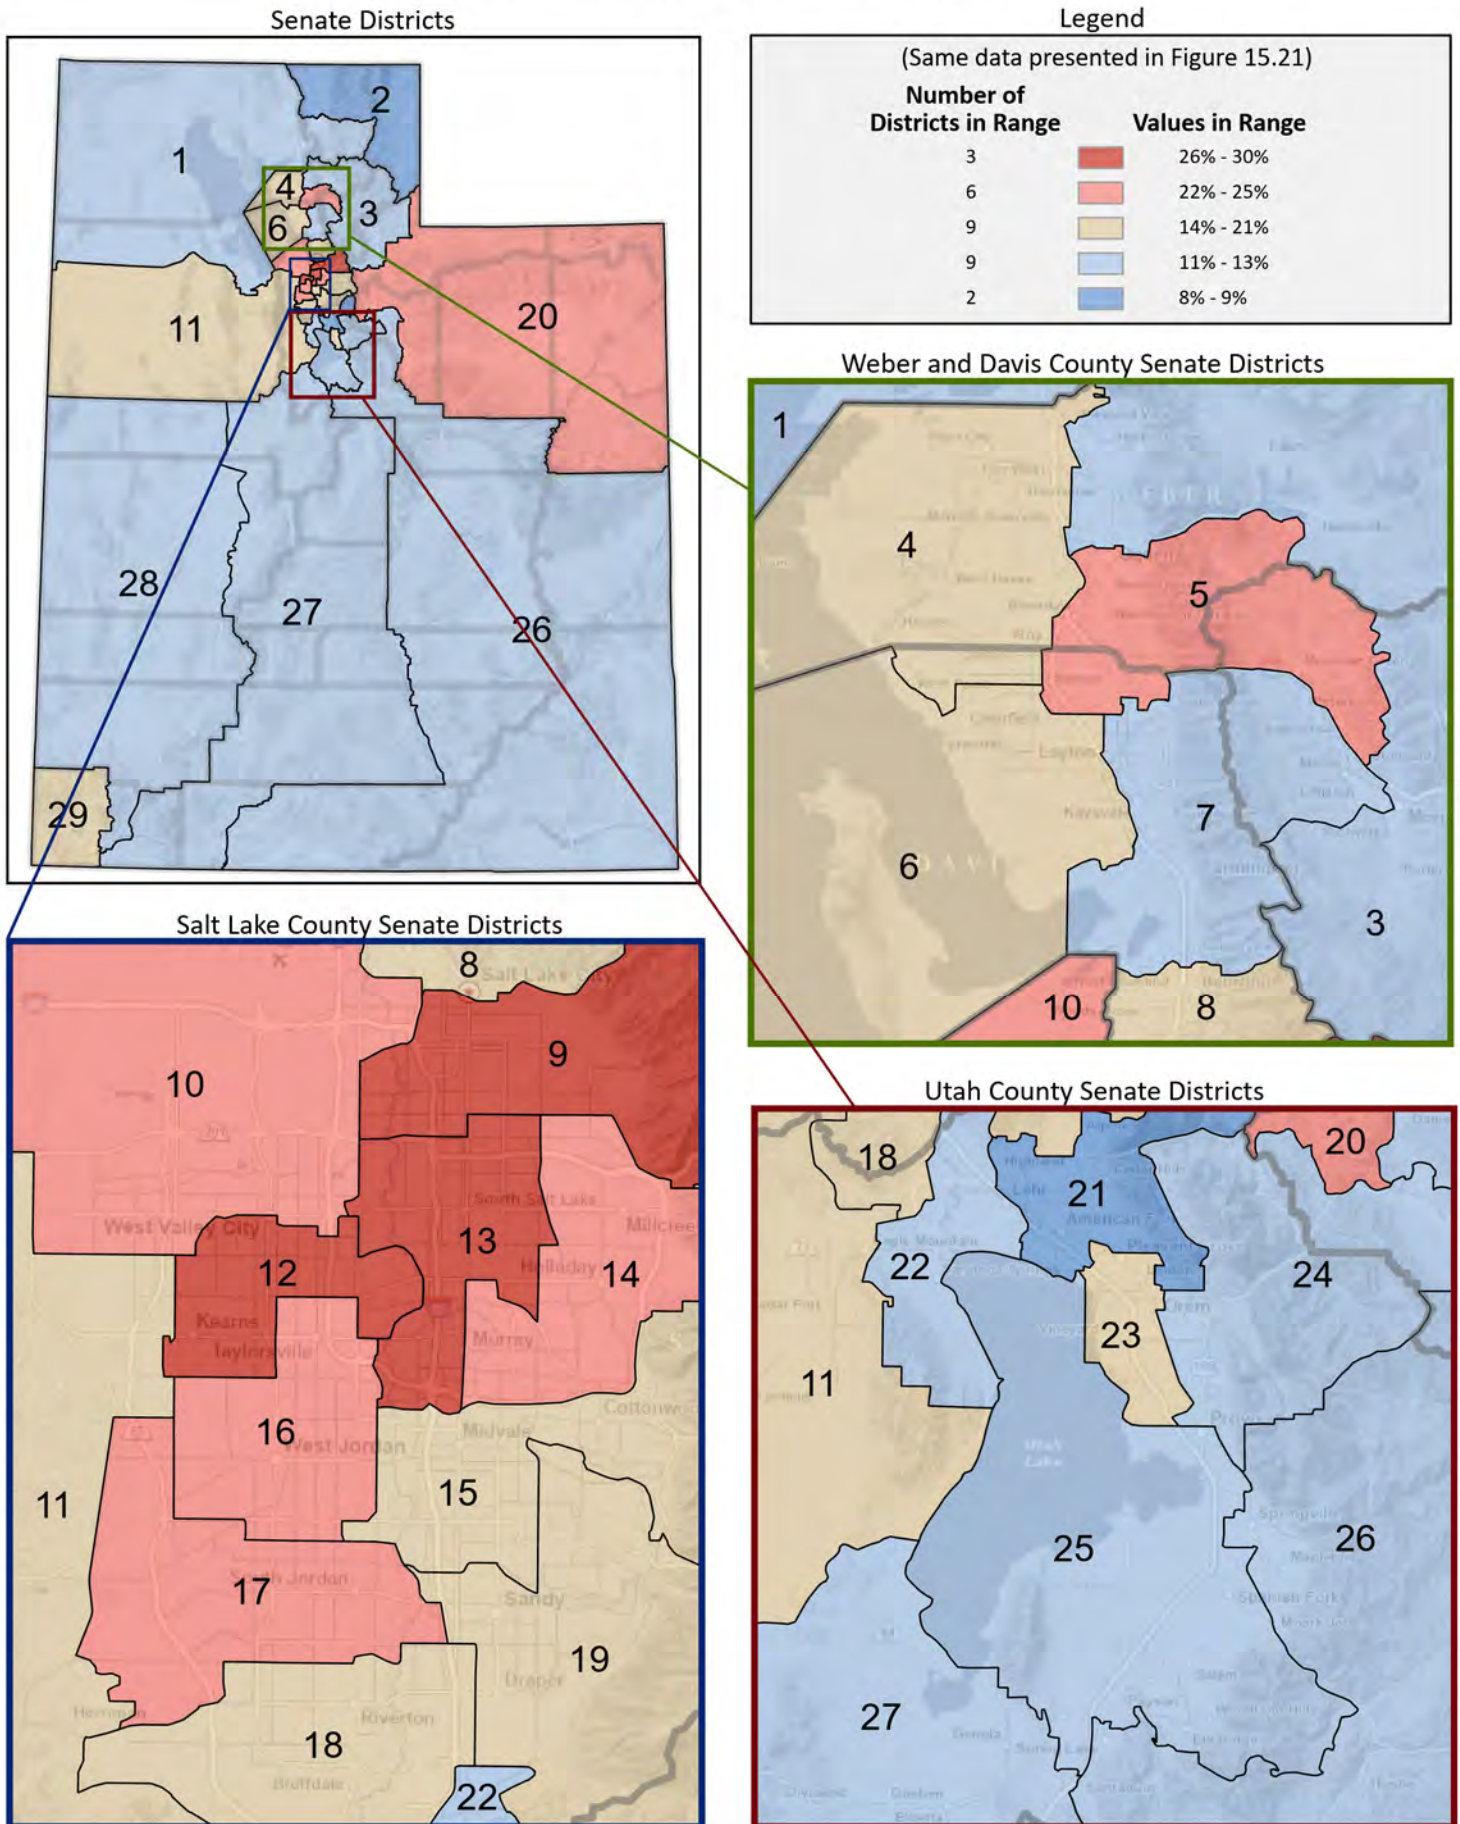 Senate Districts
1
2
3
4
6
11
20
28
27
26
29
Legend
(Same data presented in Figure 15.21)
Number of
Districts in Range Values in Range
3 26% - 30%
6 22% - 25%
9 14% - 21%
9 11% - 13%
2 8% - 9%
Weber and Davis County Senate Districts
1
4
5
Layton
7
6
3
10
8
Salt Lake County Senate Districts
8
Salt Lake City
9
10
South Salt Lake
West Valley City
13
12
Holladay
14
Kearns
Murray
Taylorsville
16
West Jordan
Midvale
15
11
17
South Jordan
Sandy
19
Draper
Herriman
Riverton
18
Bluffdale
22
Utah County Senate Districts
18
20
21
22
24
Orem
23
11
Provo
Utah
Lake
25
Springville
26
Spanish Fork
Salem
27
Genola